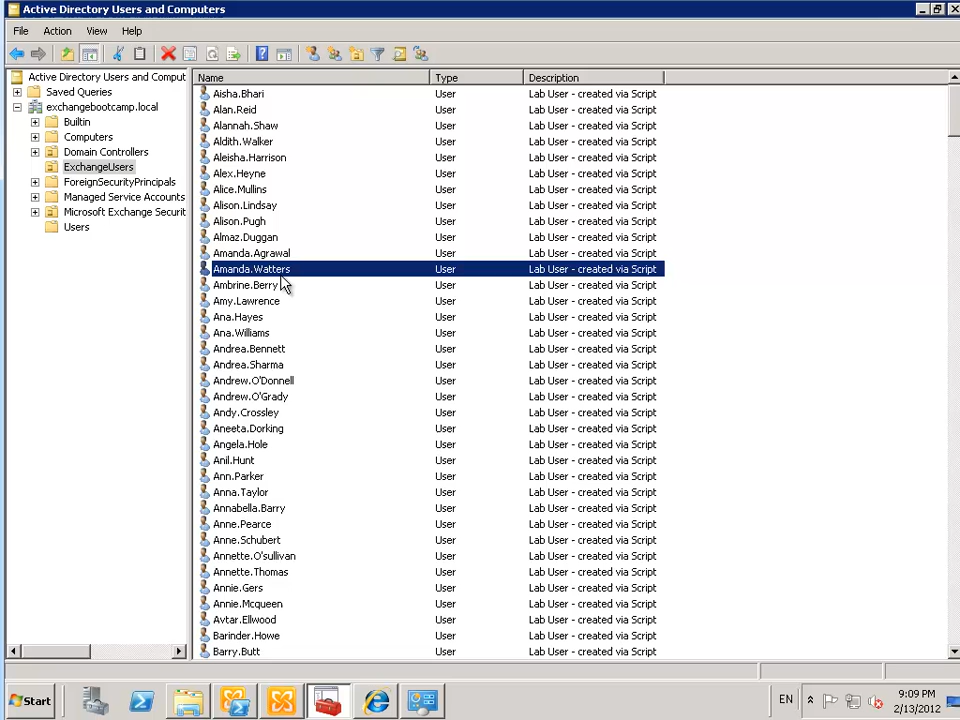 Active Directory Users and Computers
File Action View Help
Active Directory Users and Comput
Saved Queries
exchangebootcamp.local
Builtin
Computers
Domain Controllers
ExchangeUsers
ForeignSecurityPrincipals
Managed Service Accounts
Microsoft Exchange Securit
Users
Name Type Description
Aisha.Bhari User Lab User - created via Script
Alan.Reid User Lab User - created via Script
Alannah.Shaw User Lab User - created via Script
Aldith.Walker User Lab User - created via Script
Aleisha.Harrison User Lab User - created via Script
Alex.Heyne User Lab User - created via Script
Alice.Mullins User Lab User - created via Script
Alison.Lindsay User Lab User - created via Script
Alison.Pugh User Lab User - created via Script
Almaz.Duggan User Lab User - created via Script
Amanda.Agrawal User Lab User - created via Script
Amanda.Watters User Lab User - created via Script
Ambrine.Berry User Lab User - created via Script
Amy.Lawrence User Lab User - created via Script
Ana.Hayes User Lab User - created via Script
Ana.Williams User Lab User - created via Script
Andrea.Bennett User Lab User - created via Script
Andrea.Sharma User Lab User - created via Script
Andrew.O'Donnell User Lab User - created via Script
Andrew.O'Grady User Lab User - created via Script
Andy.Crossley User Lab User - created via Script
Aneeta.Dorking User Lab User - created via Script
Angela.Hole User Lab User - created via Script
Anil.Hunt User Lab User - created via Script
Ann.Parker User Lab User - created via Script
Anna.Taylor User Lab User - created via Script
Annabella.Barry User Lab User - created via Script
Anne.Pearce User Lab User - created via Script
Anne.Schubert User Lab User - created via Script
Annette.O'sullivan User Lab User - created via Script
Annette.Thomas User Lab User - created via Script
Annie.Gers User Lab User - created via Script
Annie.Mcqueen User Lab User - created via Script
Avtar.Ellwood User Lab User - created via Script
Barinder.Howe User Lab User - created via Script
Barry.Butt User Lab User - created via Script
Start
EN
9:09 PM
2/13/2012